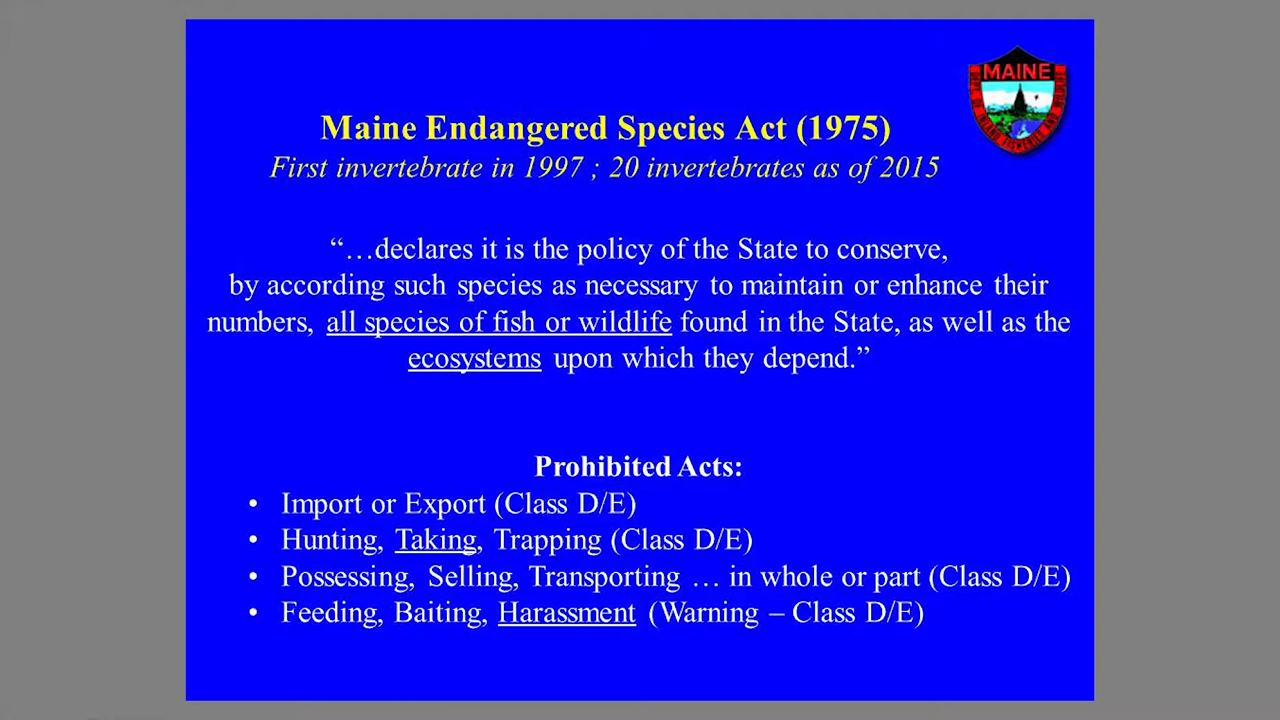 MAINE
Maine Endangered Species Act (1975)
First invertebrate in 1997 ; 20 invertebrates as of 2015
“…declares it is the policy of the State to conserve,
by according such species as necessary to maintain or enhance their
numbers, all species of fish or wildlife found in the State, as well as the
ecosystems upon which they depend.”
Prohibited Acts:
• Import or Export (Class D/E)
• Hunting, Taking, Trapping (Class D/E)
• Possessing, Selling, Transporting … in whole or part (Class D/E)
• Feeding, Baiting, Harassment (Warning – Class D/E)